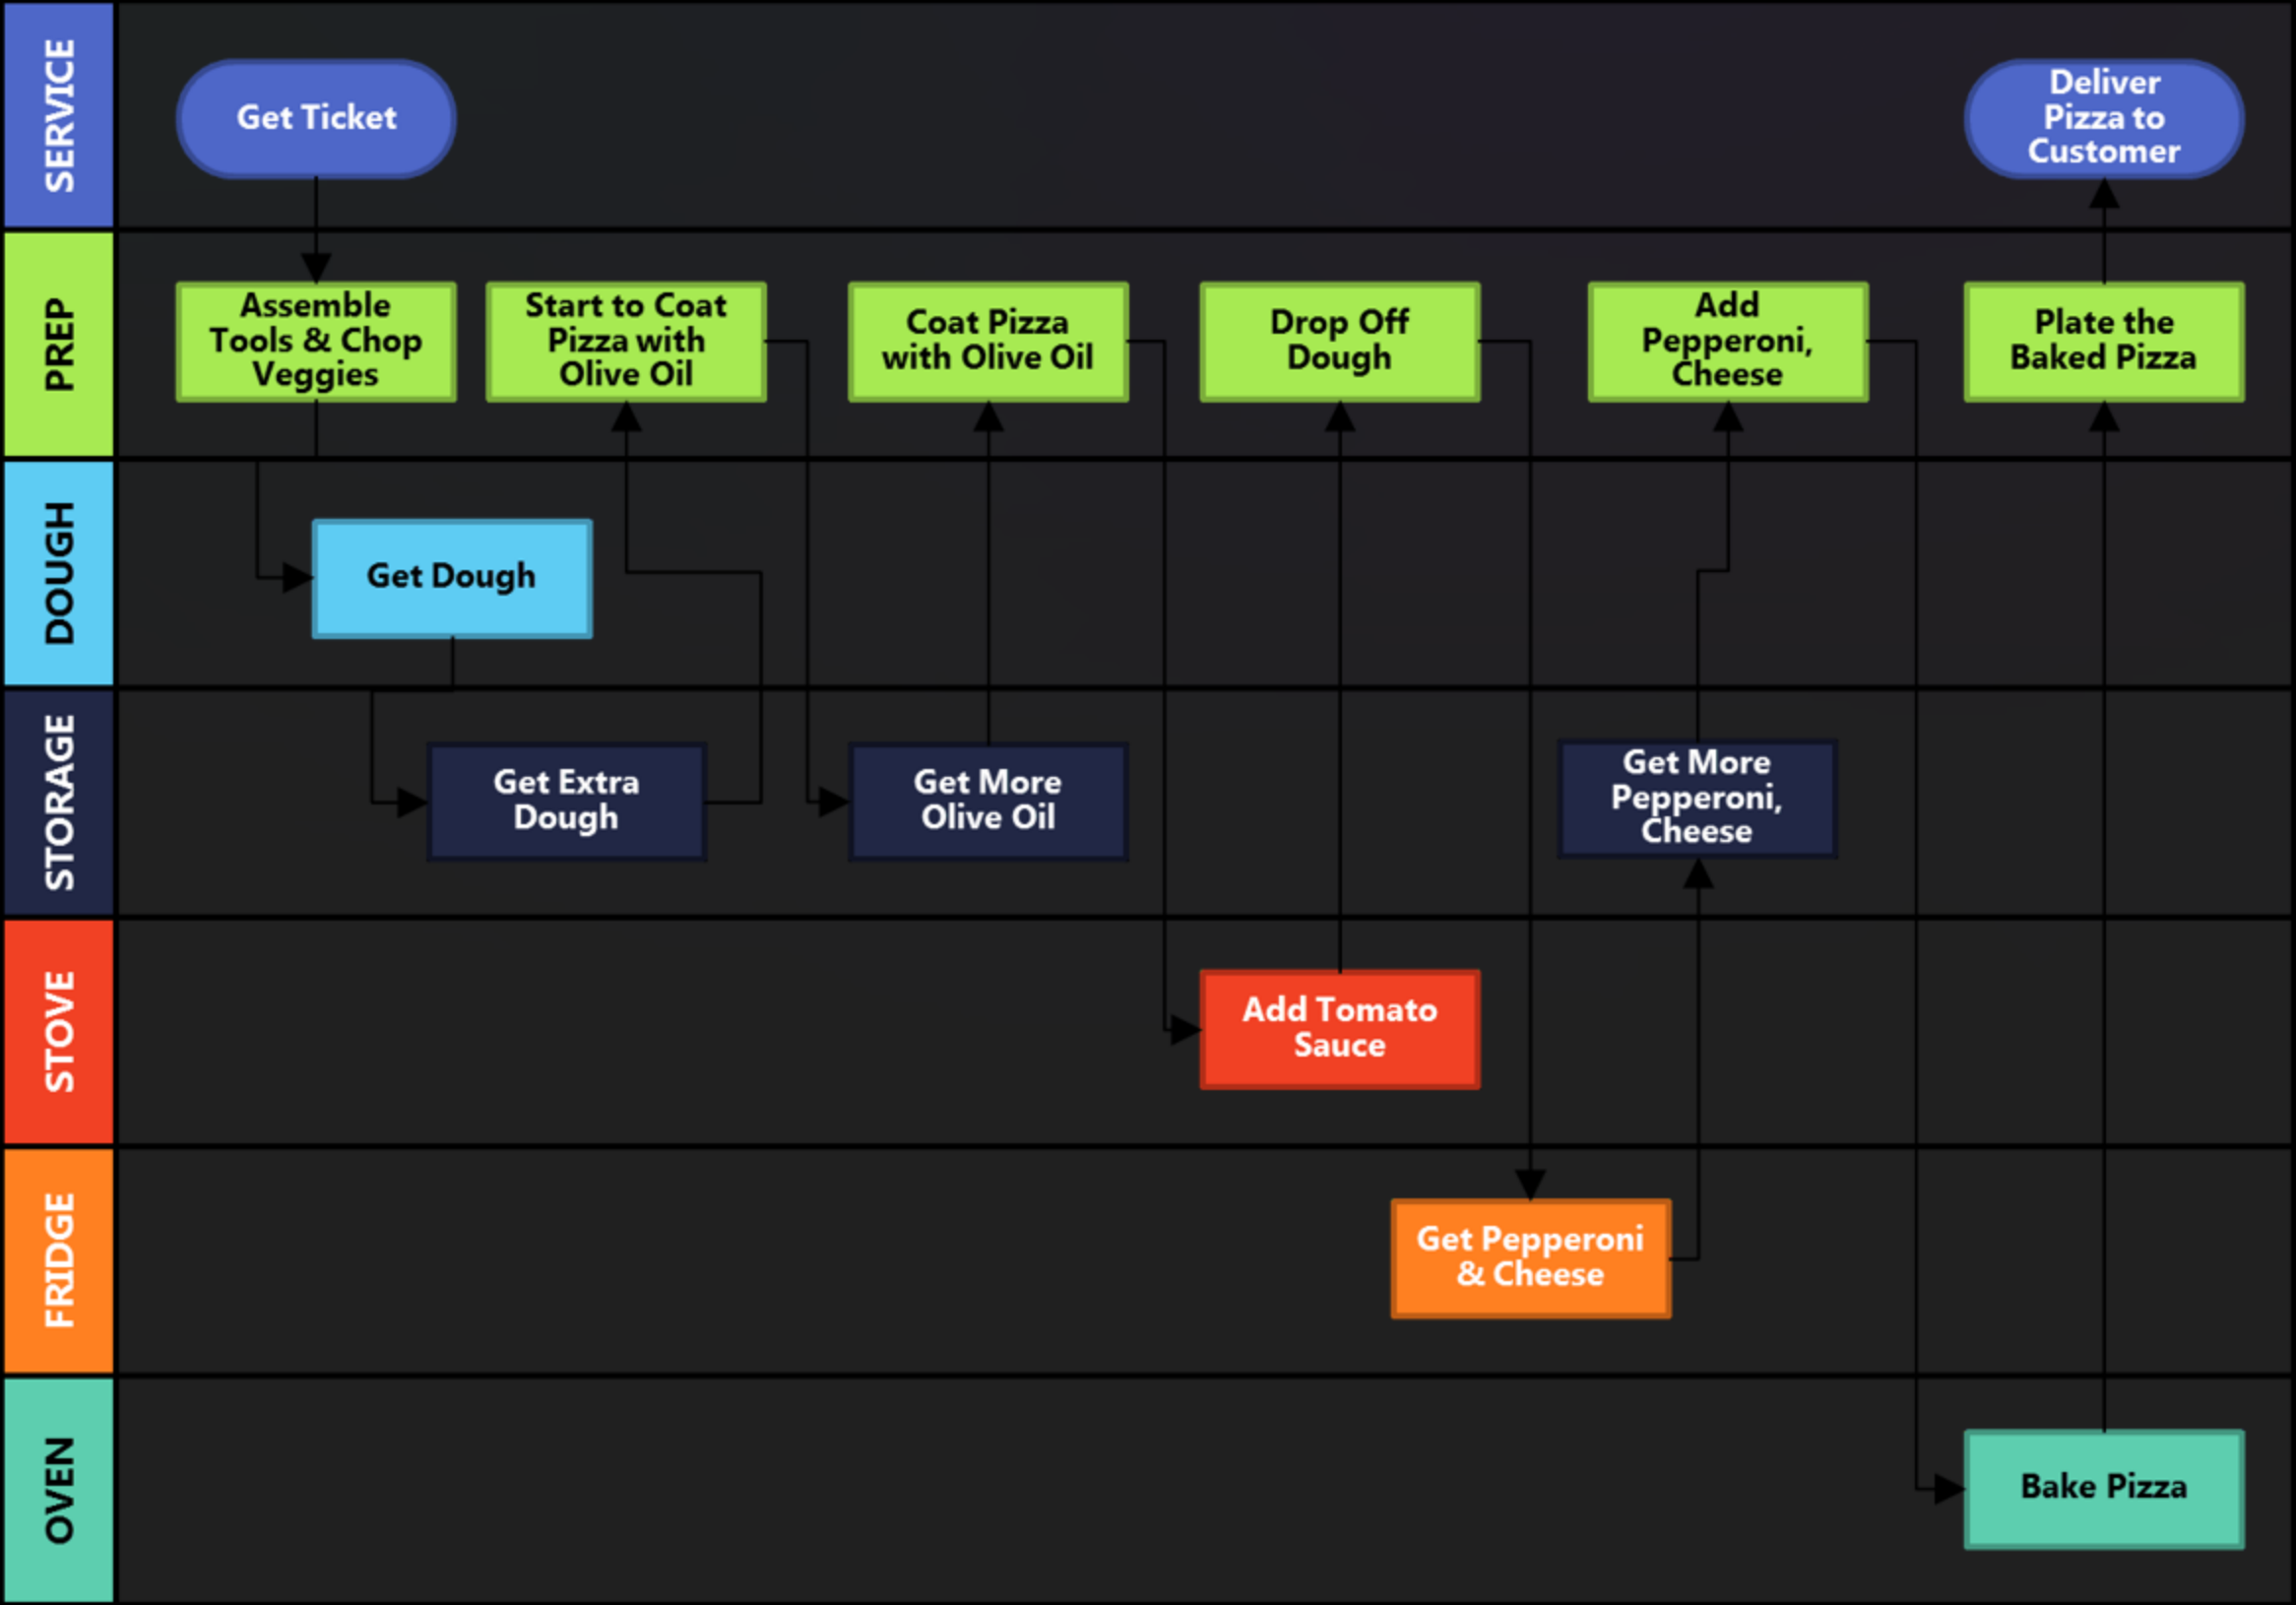 SERVICE
Get Ticket
Deliver
Pizza to
Customer
PREP
Assemble
Tools & Chop
Veggies
Start to Coat
Pizza with
Olive Oil
Coat Pizza
with Olive Oil
Drop Off
Dough
Add
Pepperoni,
Cheese
Plate the
Baked Pizza
DOUGH
Get Dough
STORAGE
Get Extra
Dough
Get More
Olive Oil
Get More
Pepperoni,
Cheese
STOVE
Add Tomato
Sauce
FRIDGE
Get Pepperoni
& Cheese
OVEN
Bake Pizza